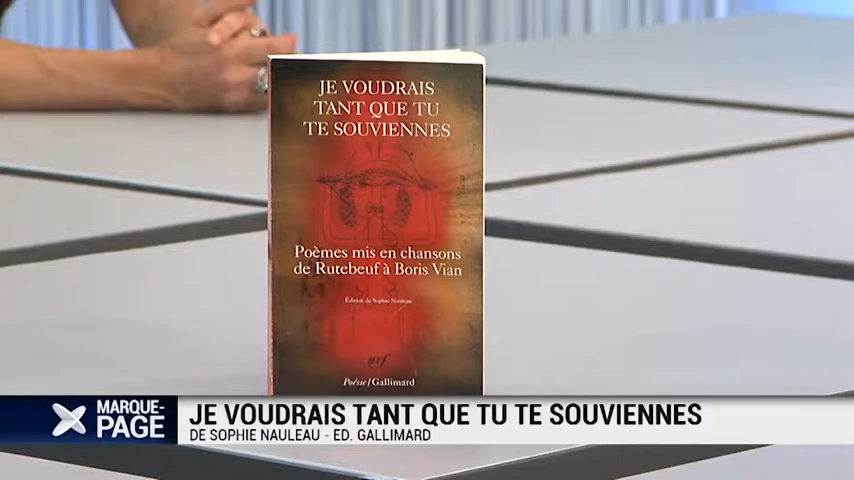 JE VOUDRAIS
TANT QUE TU
TE SOUVIENNES
Poèmes mis en chansons
de Rutebeuf à Boris Vian
Édition de Sophie Nauleau
nrf
Poésie/Gallimard
MARQUE-
PAGE
JE VOUDRAIS TANT QUE TU TE SOUVIENNES
DE SOPHIE NAULEAU - ED. GALLIMARD